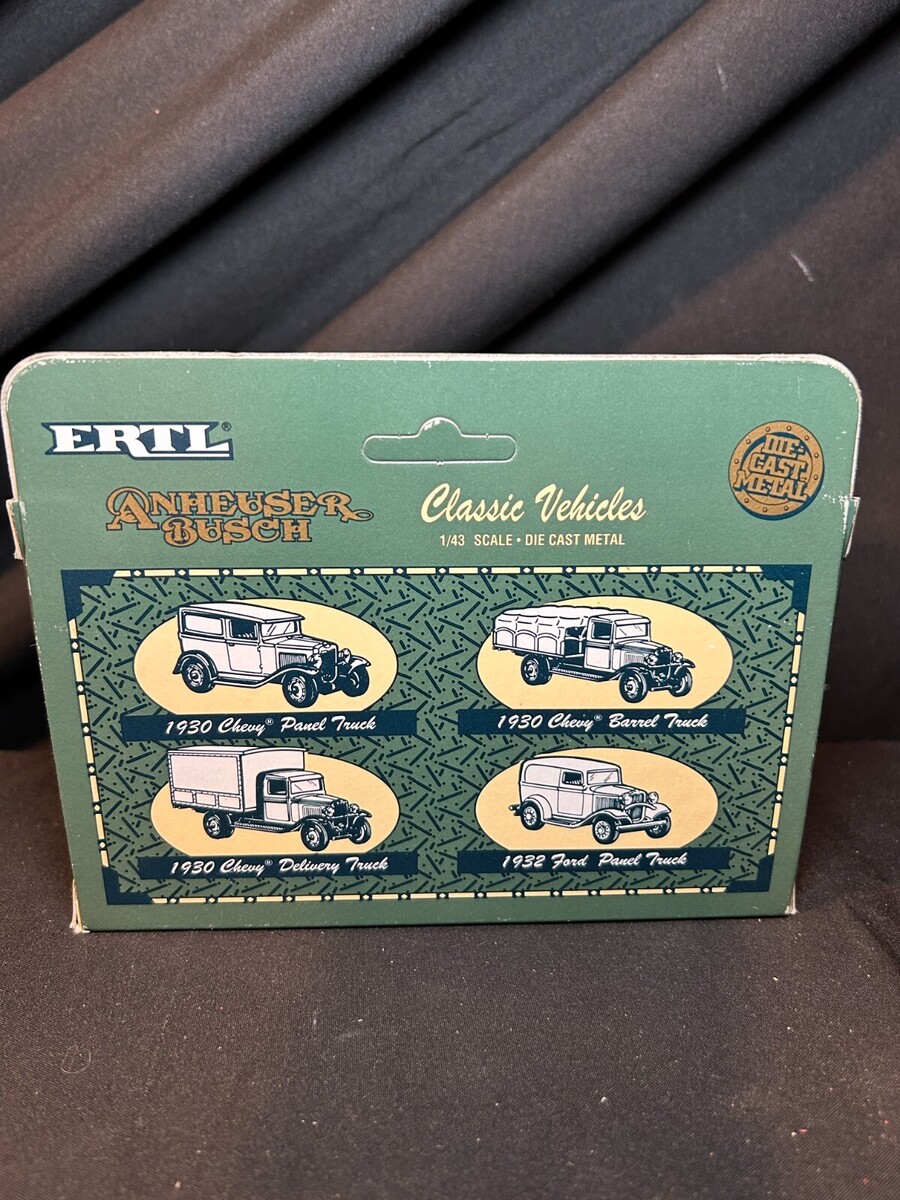 ERTL®
DIE-
CAST
METAL
ANHEUSER
BUSCH
Classic Vehicles
1/43 SCALE • DIE CAST METAL
1930 Chevy® Panel Truck
1930 Chevy® Barrel Truck
1930 Chevy® Delivery Truck
1932 Ford Panel Truck